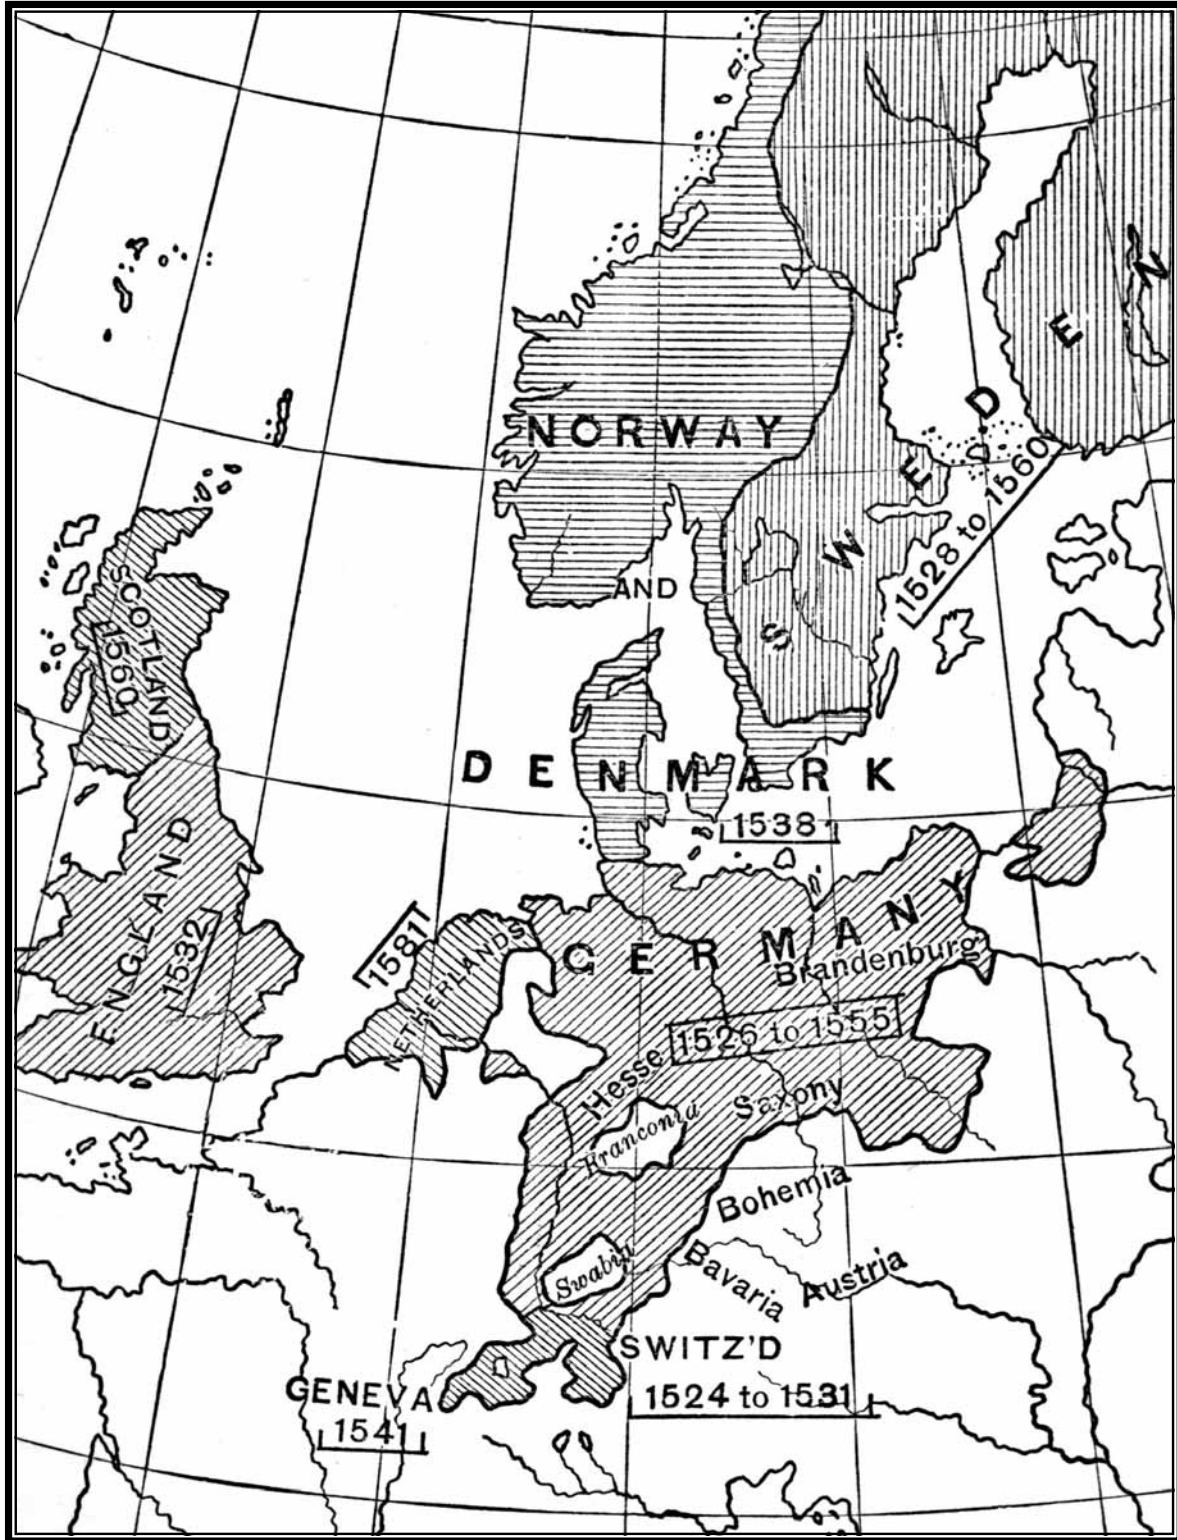 NORWAY
AND
DENMARK
1538
SWEDEN
1528 to 1560
SCOTLAND
1560
ENGLAND
1532
1581
NETHERLANDS
GERMANY
Brandenburg
1526 to 1555
Hesse
Saxony
Franconia
Bohemia
Swabia
Bavaria
Austria
SWITZ'D
1524 to 1531
GENEVA
1541